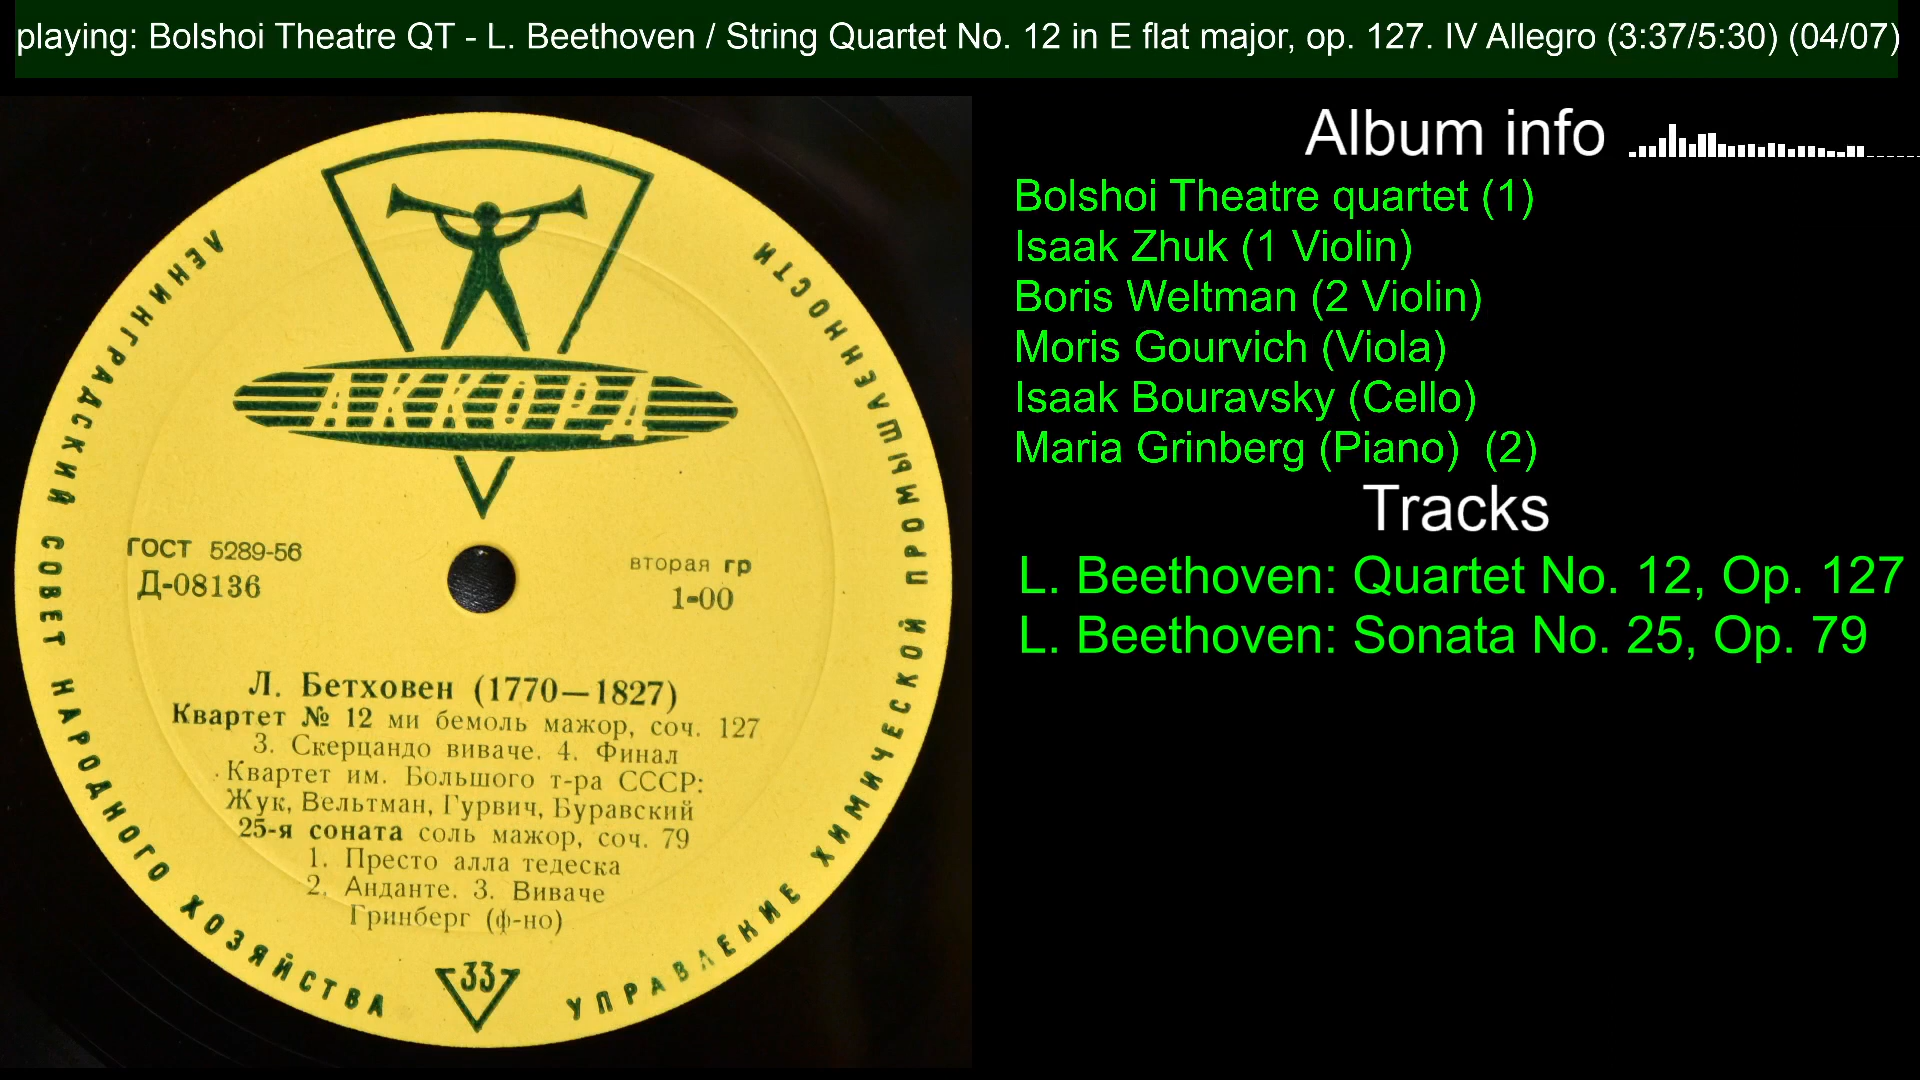 playing: Bolshoi Theatre QT - L. Beethoven / String Quartet No. 12 in E flat major, op. 127. IV Allegro (3:37/5:30) (04/07)
ЛЕНИНГРАДСКИЙ СОВЕТ НАРОДНОГО ХОЗЯЙСТВА
УПРАВЛЕНИЕ ХИМИЧЕСКОЙ ПРОМЫШЛЕННОСТИ
АККОРД
ГОСТ 5289-56
Д-08136
вторая гр
1-00
Л. Бетховен (1770—1827)
Квартет № 12 ми бемоль мажор, соч. 127
3. Скерцандо виваче. 4. Финал
Квартет им. Большого т-ра СССР:
Жук, Вельтман, Гурвич, Буравский
25-я соната соль мажор, соч. 79
1. Престо алла тедеска
2. Анданте. 3. Виваче
Гринберг (ф-но)
33
Album info
Bolshoi Theatre quartet (1)
Isaak Zhuk (1 Violin)
Boris Weltman (2 Violin)
Moris Gourvich (Viola)
Isaak Bouravsky (Cello)
Maria Grinberg (Piano) (2)
Tracks
L. Beethoven: Quartet No. 12, Op. 127
L. Beethoven: Sonata No. 25, Op. 79